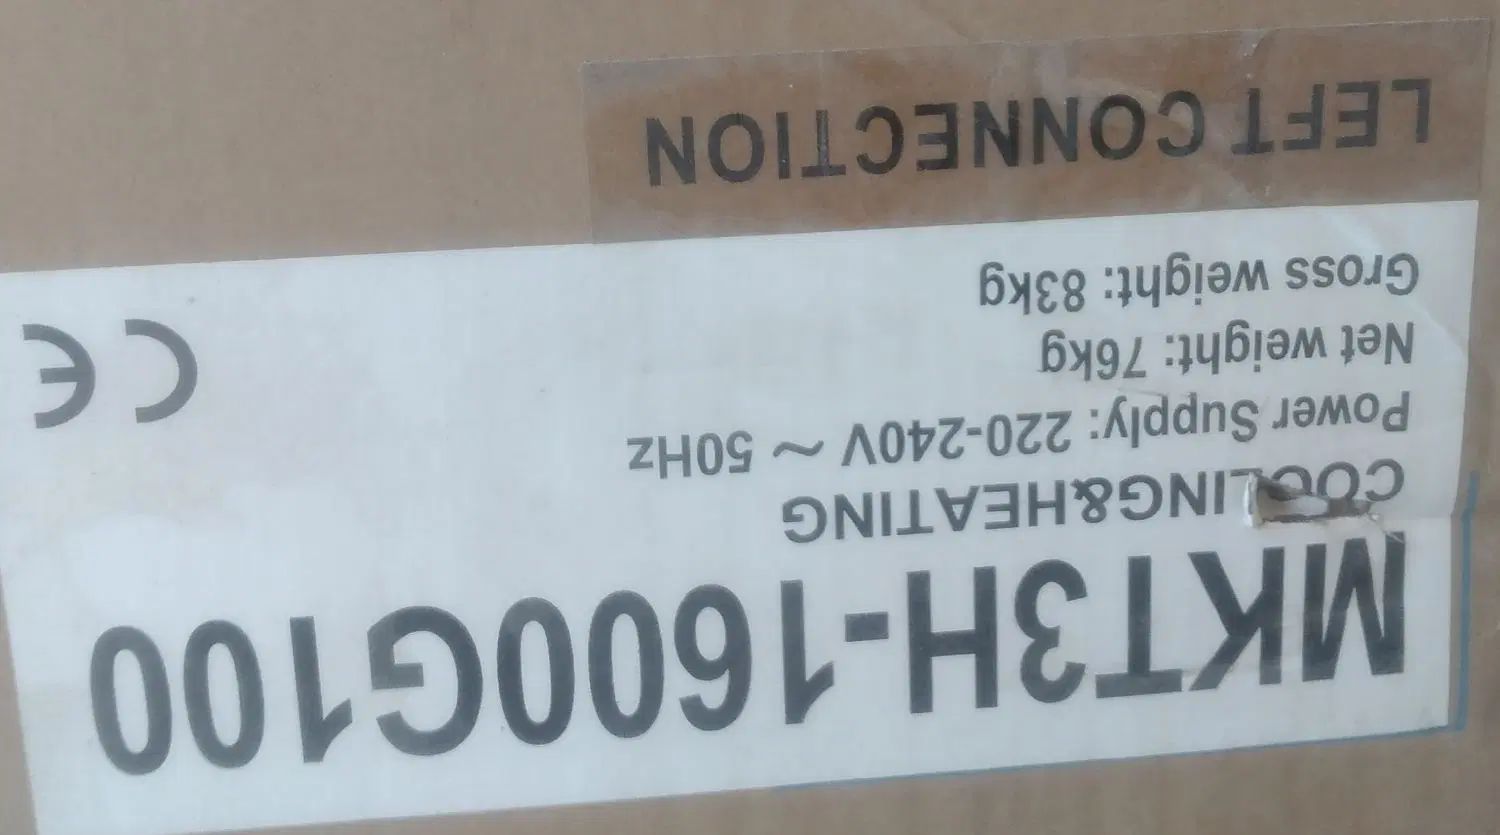 MKT3H-1600G100
COOLING&HEATING
Power Supply: 220-240V ~ 50Hz
Net weight: 76kg
Gross weight: 83kg
CE
LEFT CONNECTION